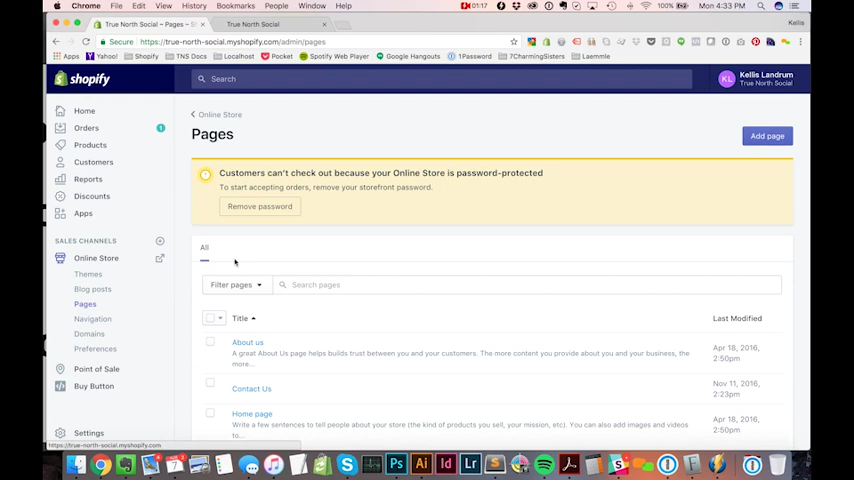 Chrome File Edit View History Bookmarks People Window Help 01:17 100% Mon 4:33 PM
True North Social ~ Pages ~ S
True North Social
Kellis
Secure https://true-north-social.myshopify.com/admin/pages
Yahoo! Shopify TNS Docs Localhost Pocket Spotify Web Player Google Hangouts 1Password 7CharmingSisters Laemmle
shopify
Search
KL
Kellis Landrum
True North Social
Home
Orders 1
Products
Customers
Reports
Discounts
Apps
SALES CHANNELS
Online Store
Themes
Blog posts
Pages
Navigation
Domains
Preferences
Point of Sale
Buy Button
Settings
https://true-north-social.myshopify.com
Online Store
Pages
Add page
Customers can't check out because your Online Store is password-protected
To start accepting orders, remove your storefront password.
Remove password
All
Filter pages
Search pages
Title
Last Modified
About us
A great About Us page helps builds trust between you and your customers. The more content you provide about you and your business, the
more...
Apr 18, 2016,
2:50pm
Contact Us
Nov 11, 2016,
2:23pm
Home page
Write a few sentences to tell people about your store (the kind of products you sell, your mission, etc). You can also add images and videos
to...
Apr 18, 2016,
2:50pm
Ps Ai Id Lr